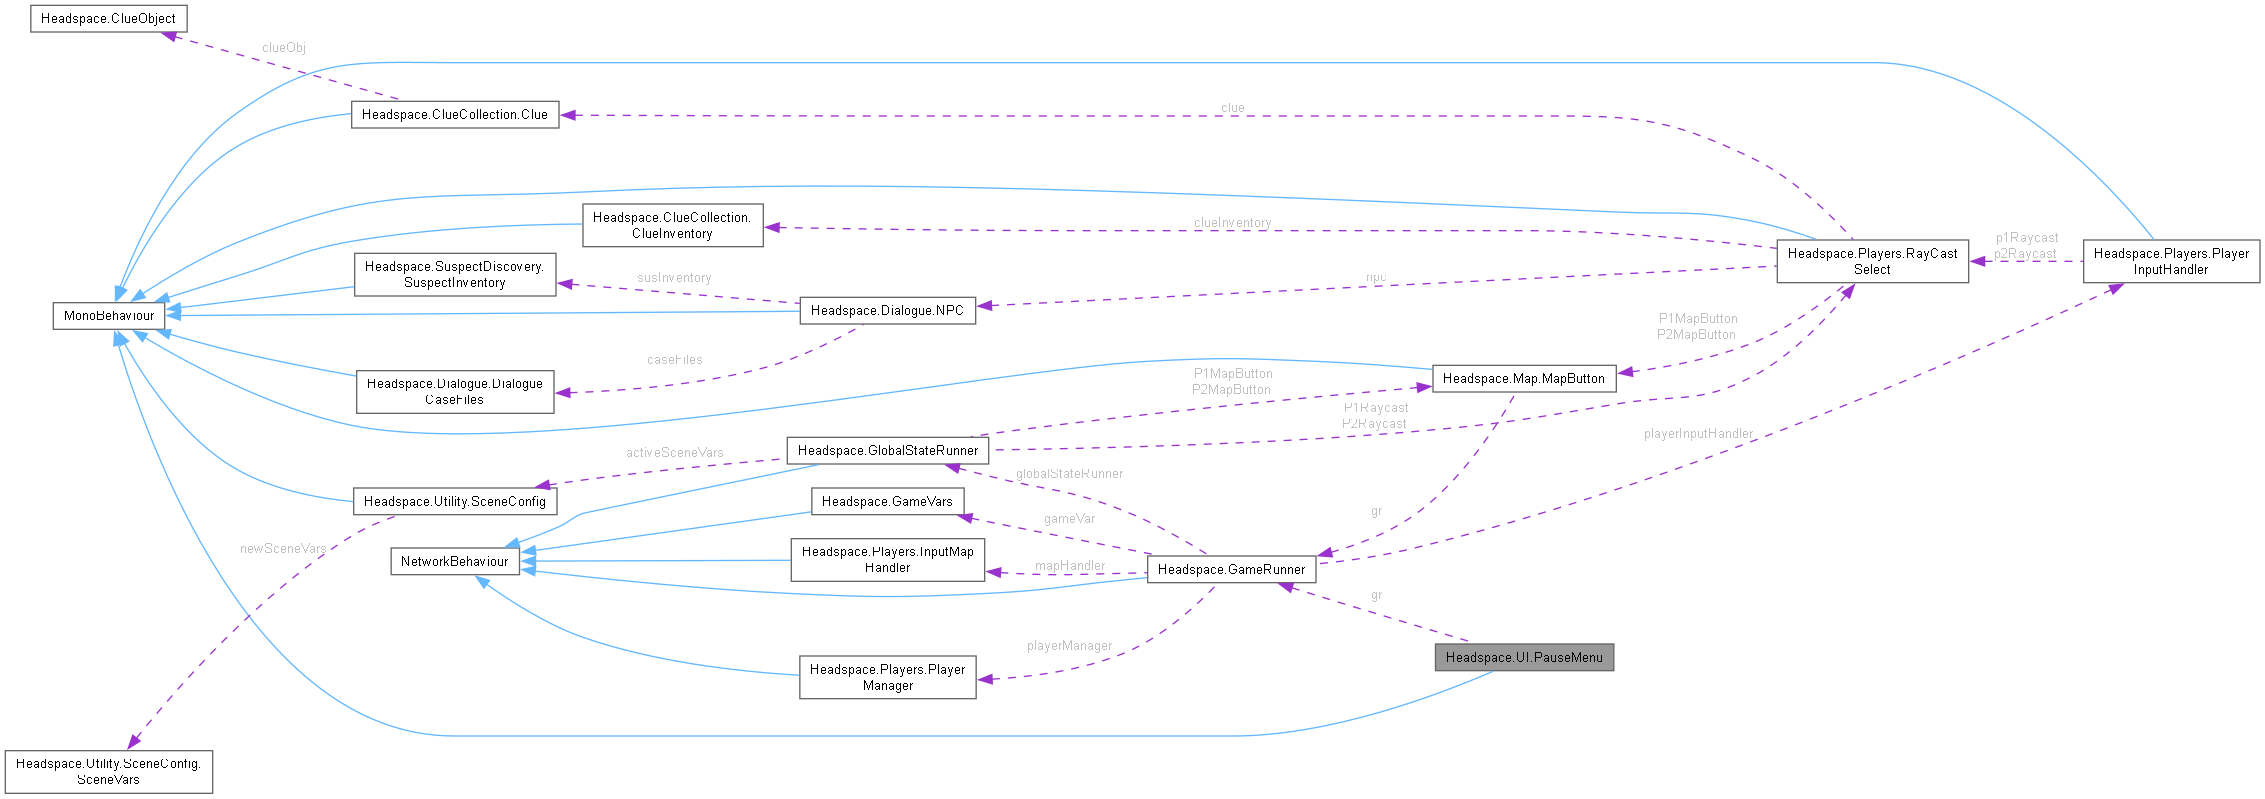 Headspace.ClueObject
clueObj
Headspace.ClueCollection.Clue
clue
Headspace.ClueCollection.
ClueInventory
clueInventory
Headspace.Players.RayCast
Select
p1Raycast
p2Raycast
Headspace.Players.Player
InputHandler
Headspace.SuspectDiscovery.
SuspectInventory
susInventory
npc
MonoBehaviour
Headspace.Dialogue.NPC
P1MapButton
P2MapButton
caseFiles
Headspace.Dialogue.Dialogue
CaseFiles
P1MapButton
P2MapButton
Headspace.Map.MapButton
P1Raycast
P2Raycast
playerInputHandler
Headspace.GlobalStateRunner
activeSceneVars
globalStateRunner
Headspace.Utility.SceneConfig
Headspace.GameVars
gameVar
gr
newSceneVars
NetworkBehaviour
Headspace.Players.InputMap
Handler
mapHandler
Headspace.GameRunner
gr
playerManager
Headspace.UI.PauseMenu
Headspace.Players.Player
Manager
Headspace.Utility.SceneConfig.
SceneVars